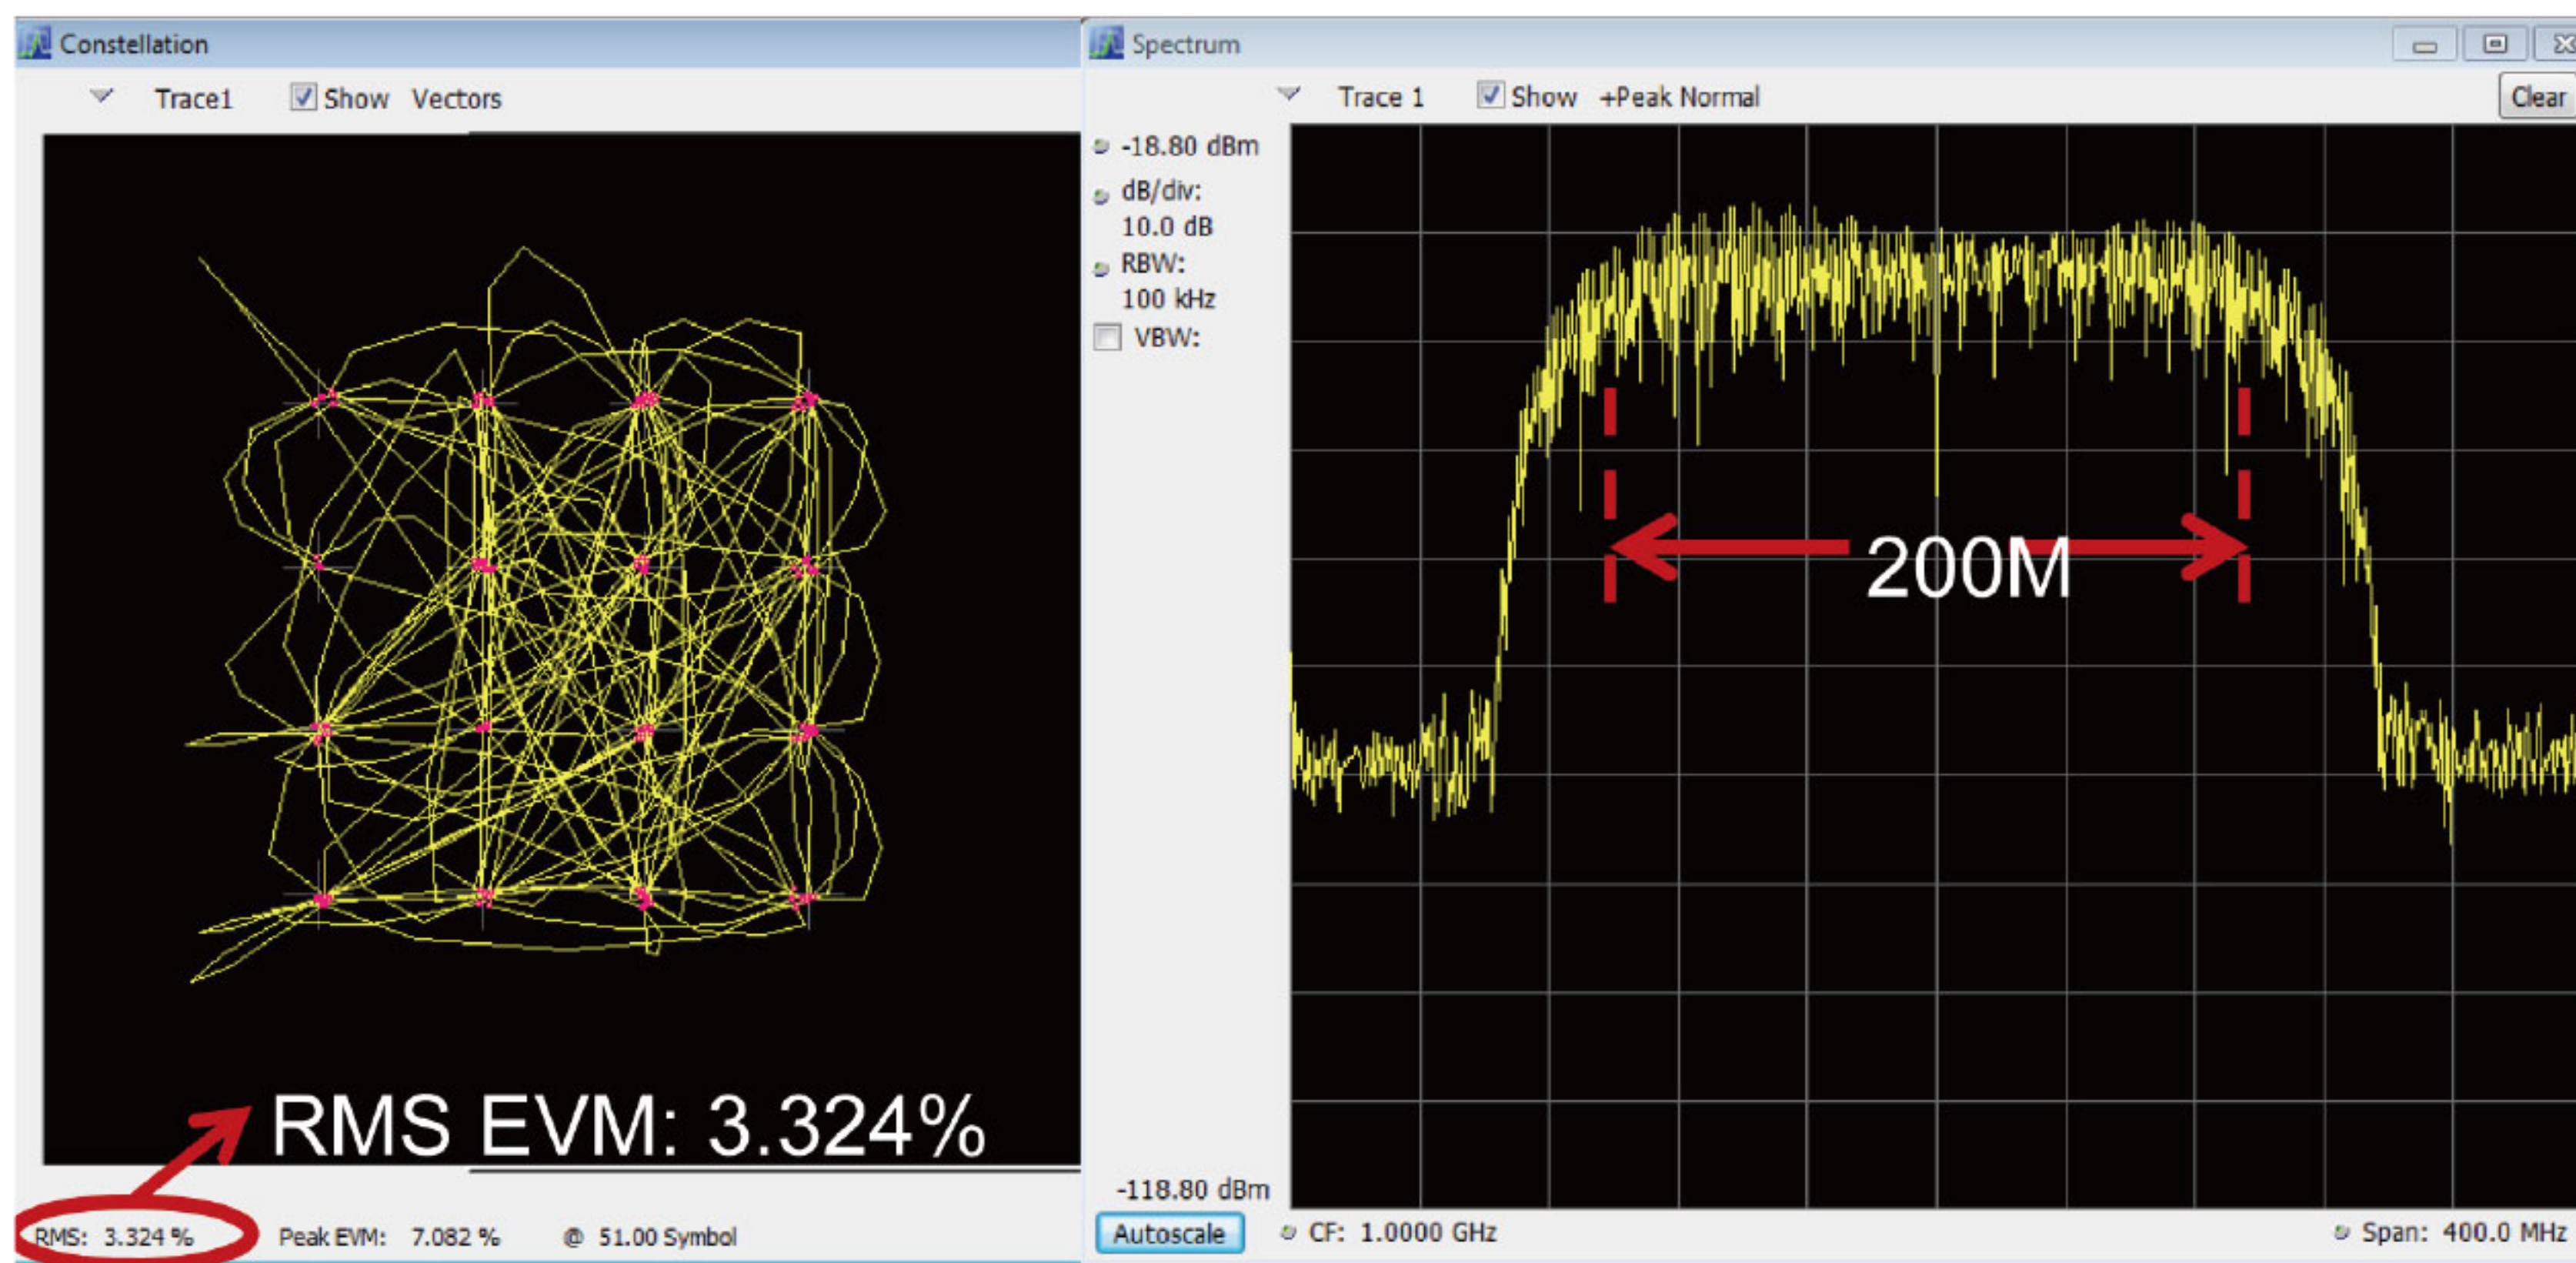 Constellation
Trace1 Show Vectors
RMS EVM: 3.324%
RMS: 3.324 % Peak EVM: 7.082 % @ 51.00 Symbol
Spectrum
Trace 1 Show +Peak Normal Clear
-18.80 dBm
dB/div:
10.0 dB
RBW:
100 kHz
VBW:
200M
-118.80 dBm
Autoscale CF: 1.0000 GHz Span: 400.0 MHz